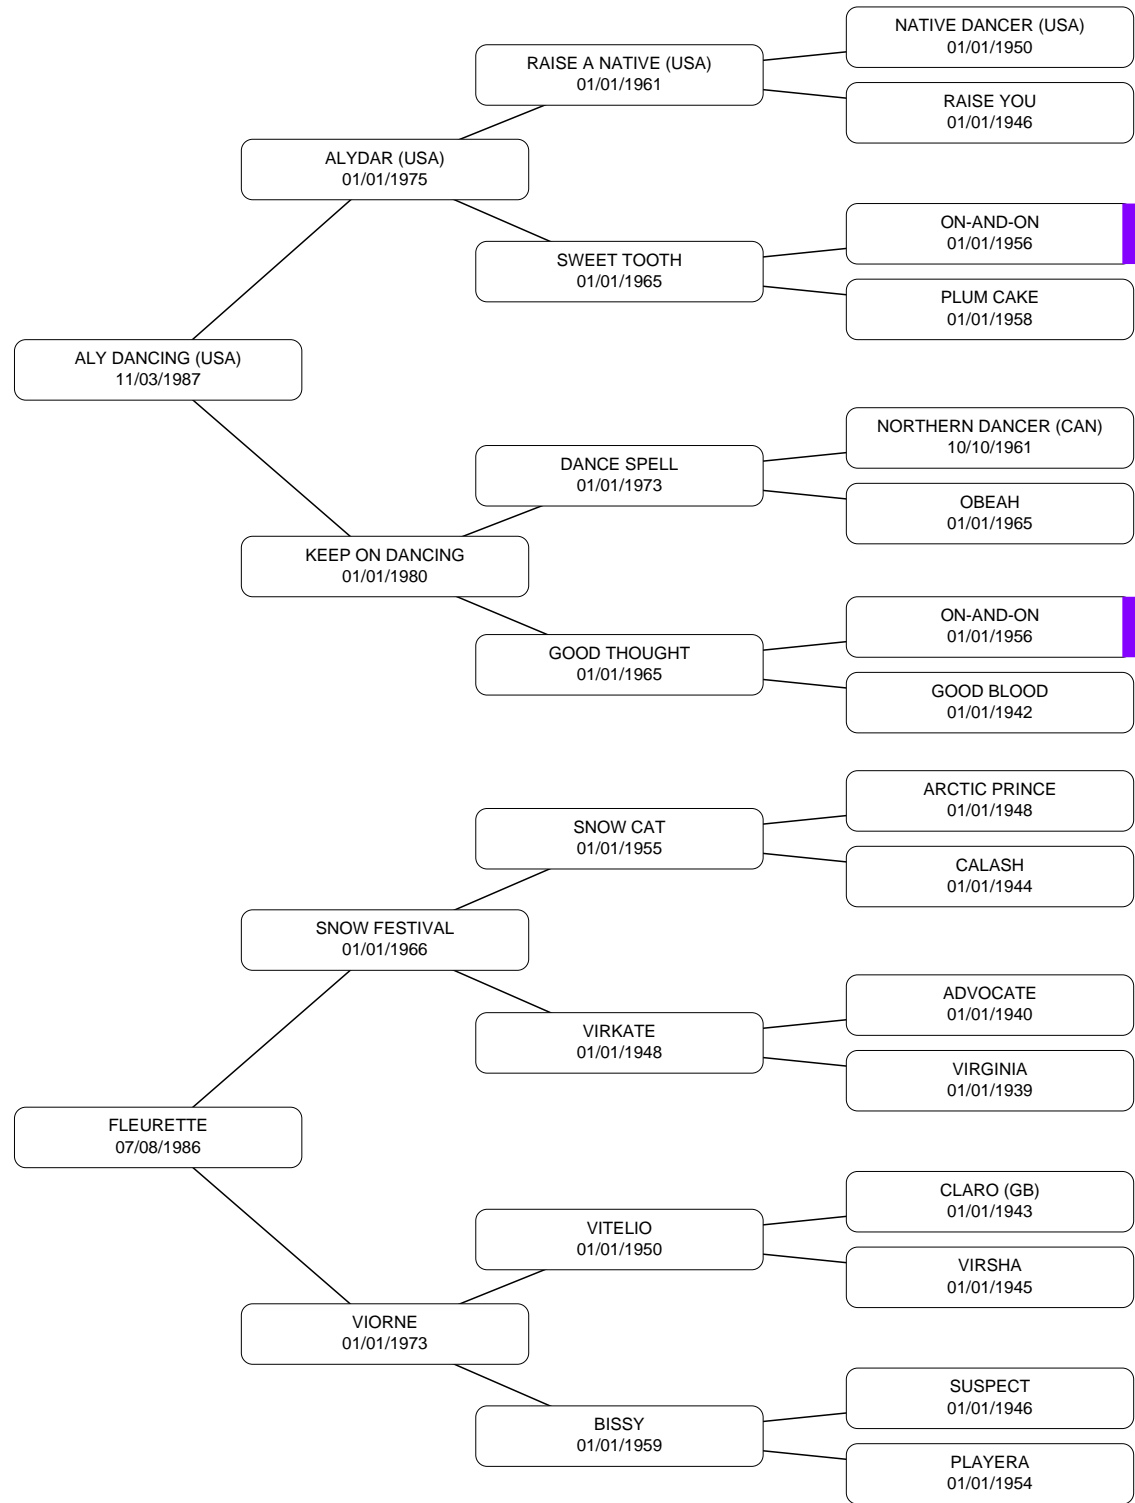 NATIVE DANCER (USA)
01/01/1950
RAISE A NATIVE (USA)
01/01/1961
RAISE YOU
01/01/1946
ALYDAR (USA)
01/01/1975
ON-AND-ON
01/01/1956
SWEET TOOTH
01/01/1965
PLUM CAKE
01/01/1958
ALY DANCING (USA)
11/03/1987
NORTHERN DANCER (CAN)
10/10/1961
DANCE SPELL
01/01/1973
OBEAH
01/01/1965
KEEP ON DANCING
01/01/1980
ON-AND-ON
01/01/1956
GOOD THOUGHT
01/01/1965
GOOD BLOOD
01/01/1942
ARCTIC PRINCE
01/01/1948
SNOW CAT
01/01/1955
CALASH
01/01/1944
SNOW FESTIVAL
01/01/1966
ADVOCATE
01/01/1940
VIRKATE
01/01/1948
VIRGINIA
01/01/1939
FLEURETTE
07/08/1986
CLARO (GB)
01/01/1943
VITELIO
01/01/1950
VIRSHA
01/01/1945
VIORNE
01/01/1973
SUSPECT
01/01/1946
BISSY
01/01/1959
PLAYERA
01/01/1954